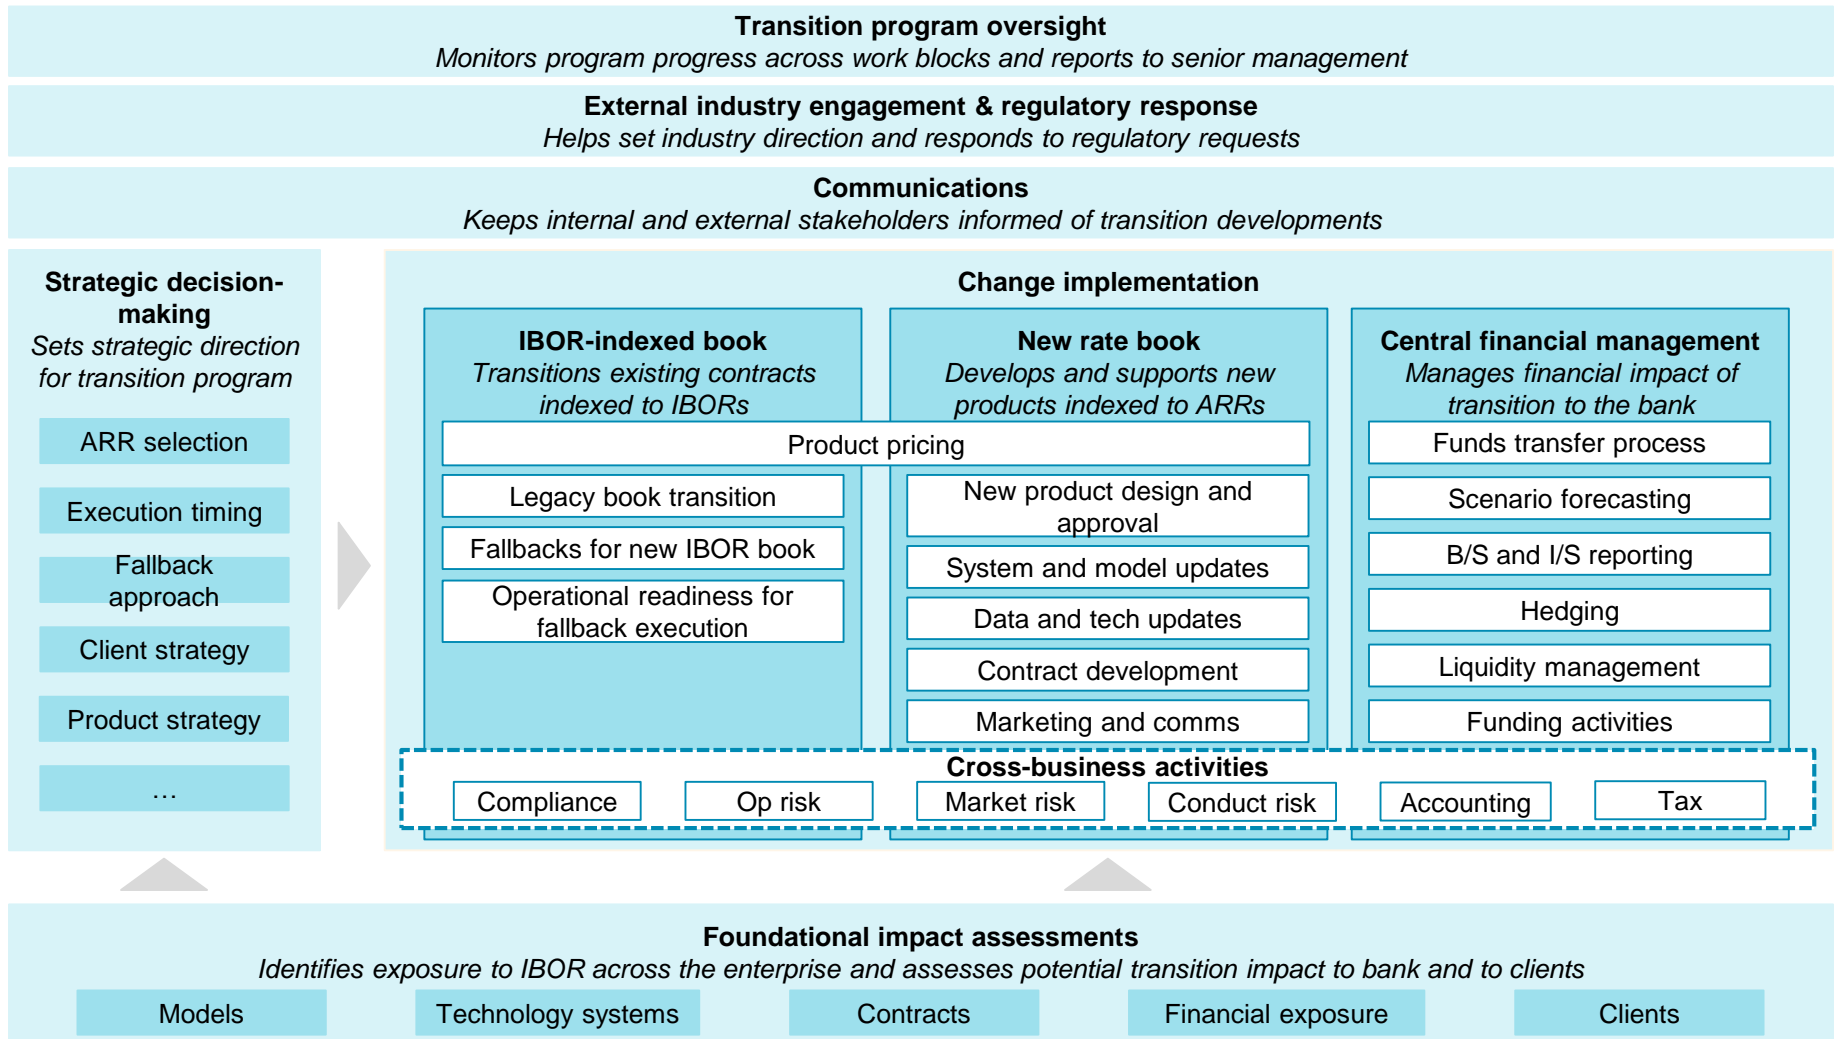 Transition program oversight
Monitors program progress across work blocks and reports to senior management
External industry engagement & regulatory response
Helps set industry direction and responds to regulatory requests
Communications
Keeps internal and external stakeholders informed of transition developments
Strategic decision-
making
Sets strategic direction
for transition program
ARR selection
Execution timing
Fallback
approach
Client strategy
Product strategy
…
Change implementation
IBOR-indexed book
Transitions existing contracts
indexed to IBORs
New rate book
Develops and supports new
products indexed to ARRs
Central financial management
Manages financial impact of
transition to the bank
Product pricing
Legacy book transition
Fallbacks for new IBOR book
Operational readiness for
fallback execution
New product design and
approval
System and model updates
Data and tech updates
Contract development
Marketing and comms
Funds transfer process
Scenario forecasting
B/S and I/S reporting
Hedging
Liquidity management
Funding activities
Cross-business activities
Compliance
Op risk
Market risk
Conduct risk
Accounting
Tax
Foundational impact assessments
Identifies exposure to IBOR across the enterprise and assesses potential transition impact to bank and to clients
Models
Technology systems
Contracts
Financial exposure
Clients